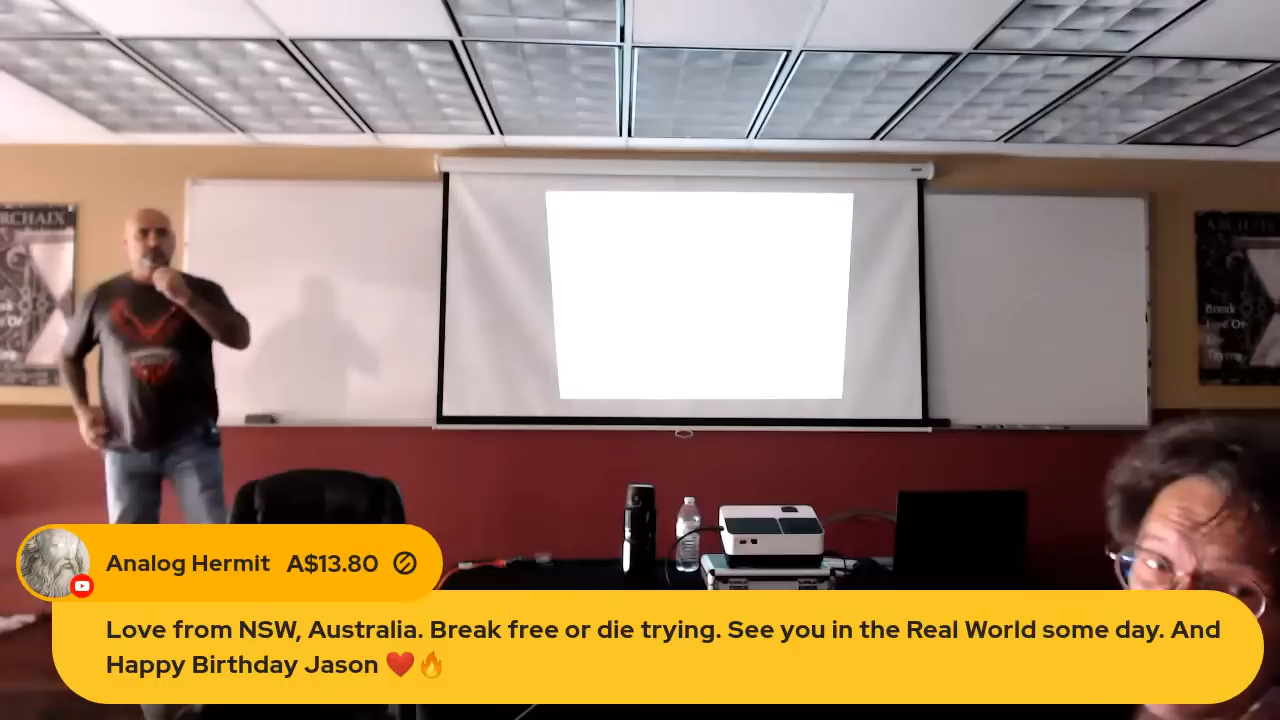 RCHAIX
ARCHAIX
Break
Free Or
Die
Trying
Analog Hermit A$13.80
Love from NSW, Australia. Break free or die trying. See you in the Real World some day. And
Happy Birthday Jason ❤️🔥